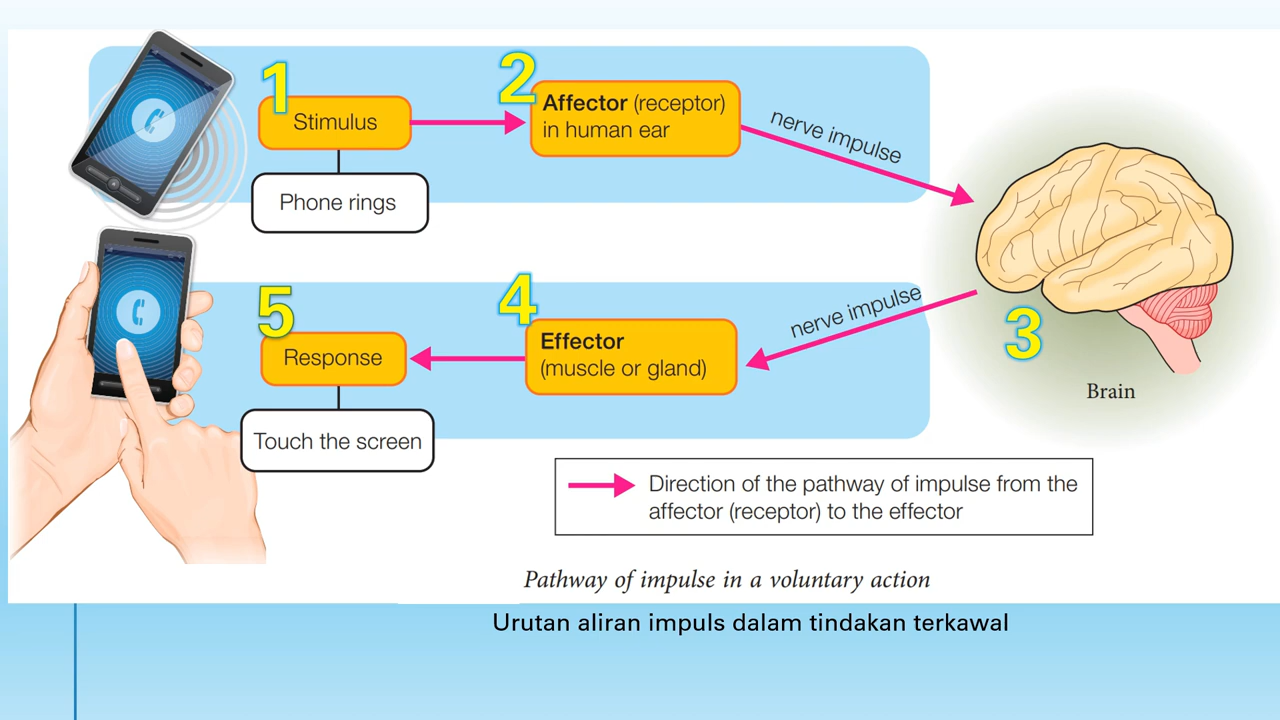 1
Stimulus
Phone rings
2
Affector (receptor)
in human ear
nerve impulse
3
Brain
nerve impulse
4
Effector
(muscle or gland)
5
Response
Touch the screen
Direction of the pathway of impulse from the
affector (receptor) to the effector
Pathway of impulse in a voluntary action
Urutan aliran impuls dalam tindakan terkawal